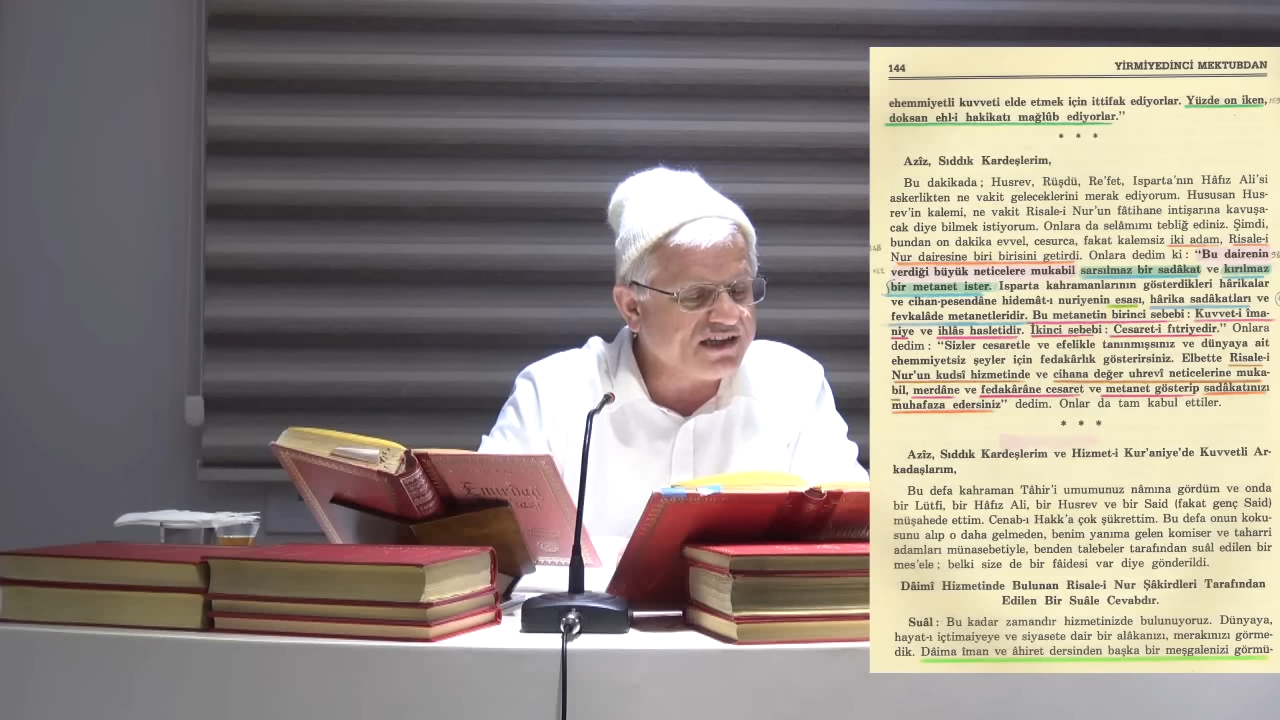 144 YİRMİYEDİNCİ MEKTUBDAN
ehemmiyetli kuvveti elde etmek için ittifak ediyorlar. Yüzde on iken,
doksan ehl-i hakikatı mağlûb ediyorlar."
* * *
Azîz, Sıddık Kardeşlerim,
Bu dakikada ; Husrev, Rüşdü, Re'fet, Isparta'nın Hâfız Ali'si
askerlikten ne vakit geleceklerini merak ediyorum. Hususan Hus-
rev'in kalemi, ne vakit Risale-i Nur'un fâtihane intişarına kavuşa-
cak diye bilmek istiyorum. Onlara da selâmımı tebliğ ediniz. Şimdi,
bundan on dakika evvel, cesurca, fakat kalemsiz iki adam, Risale-i
Nur dairesine biri birisini getirdi. Onlara dedim ki : "Bu dairenin
verdiği büyük neticelere mukabil sarsılmaz bir sadâkat ve kırılmaz
bir metanet ister. Isparta kahramanlarının gösterdikleri hârikalar
ve cihan-pesendâne hidemât-ı nuriyenin esası, hârika sadâkatları ve
fevkalâde metanetleridir. Bu metanetin birinci sebebi : Kuvvet-i îma-
niye ve ihlâs hasletidir. İkinci sebebi : Cesaret-i fıtriyedir." Onlara
dedim : "Sizler cesaretle ve efelikle tanınmışsınız ve dünyaya ait
ehemmiyetsiz şeyler için fedakârlık gösterirsiniz. Elbette Risale-i
Nur'un kudsî hizmetinde ve cihana değer uhrevî neticelerine muka-
bil, merdâne ve fedakârâne cesaret ve metanet gösterip sadâkatınızı
muhafaza edersiniz" dedim. Onlar da tam kabul ettiler.
* * *
Azîz, Sıddık Kardeşlerim ve Hizmet-i Kur'aniye'de Kuvvetli Ar-
kadaşlarım,
Bu defa kahraman Tâhir'i umumunuz nâmına gördüm ve onda
bir Lütfi, bir Hâfız Ali, bir Husrev ve bir Said (fakat genç Said)
müşahede ettim. Cenab-ı Hakk'a çok şükrettim. Bu defa onun koku-
sunu alıp o daha gelmeden, benim yanıma gelen komiser ve taharri
adamları münasebetiyle, benden talebeler tarafından suâl edilen bir
mes'ele ; belki size de bir fâidesi var diye gönderildi.
Dâimî Hizmetinde Bulunan Risale-i Nur Şâkirdleri Tarafından
Edilen Bir Suâle Cevabdır.
Suâl : Bu kadar zamandır hizmetinizde bulunuyoruz. Dünyaya,
hayat-ı içtimaiyeye ve siyasete dair bir alâkanızı, merakınızı görme-
dik. Dâima îman ve âhiret dersinden başka bir meşgalenizi görmü-
Emirdağ